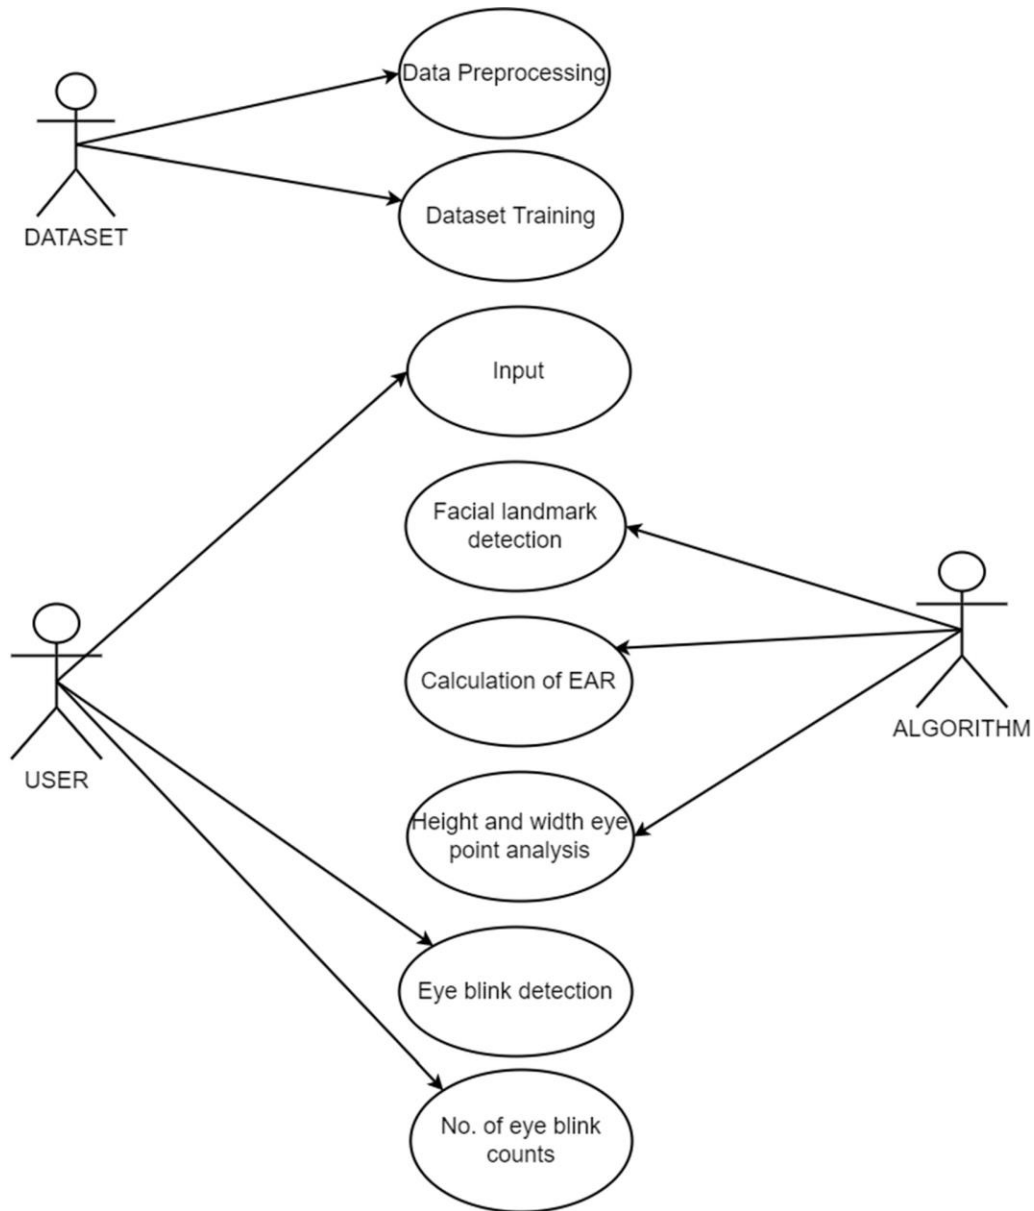 Data Preprocessing
DATASET
Dataset Training
Input
Facial landmark
detection
Calculation of EAR
ALGORITHM
USER
Height and width eye
point analysis
Eye blink detection
No. of eye blink
counts